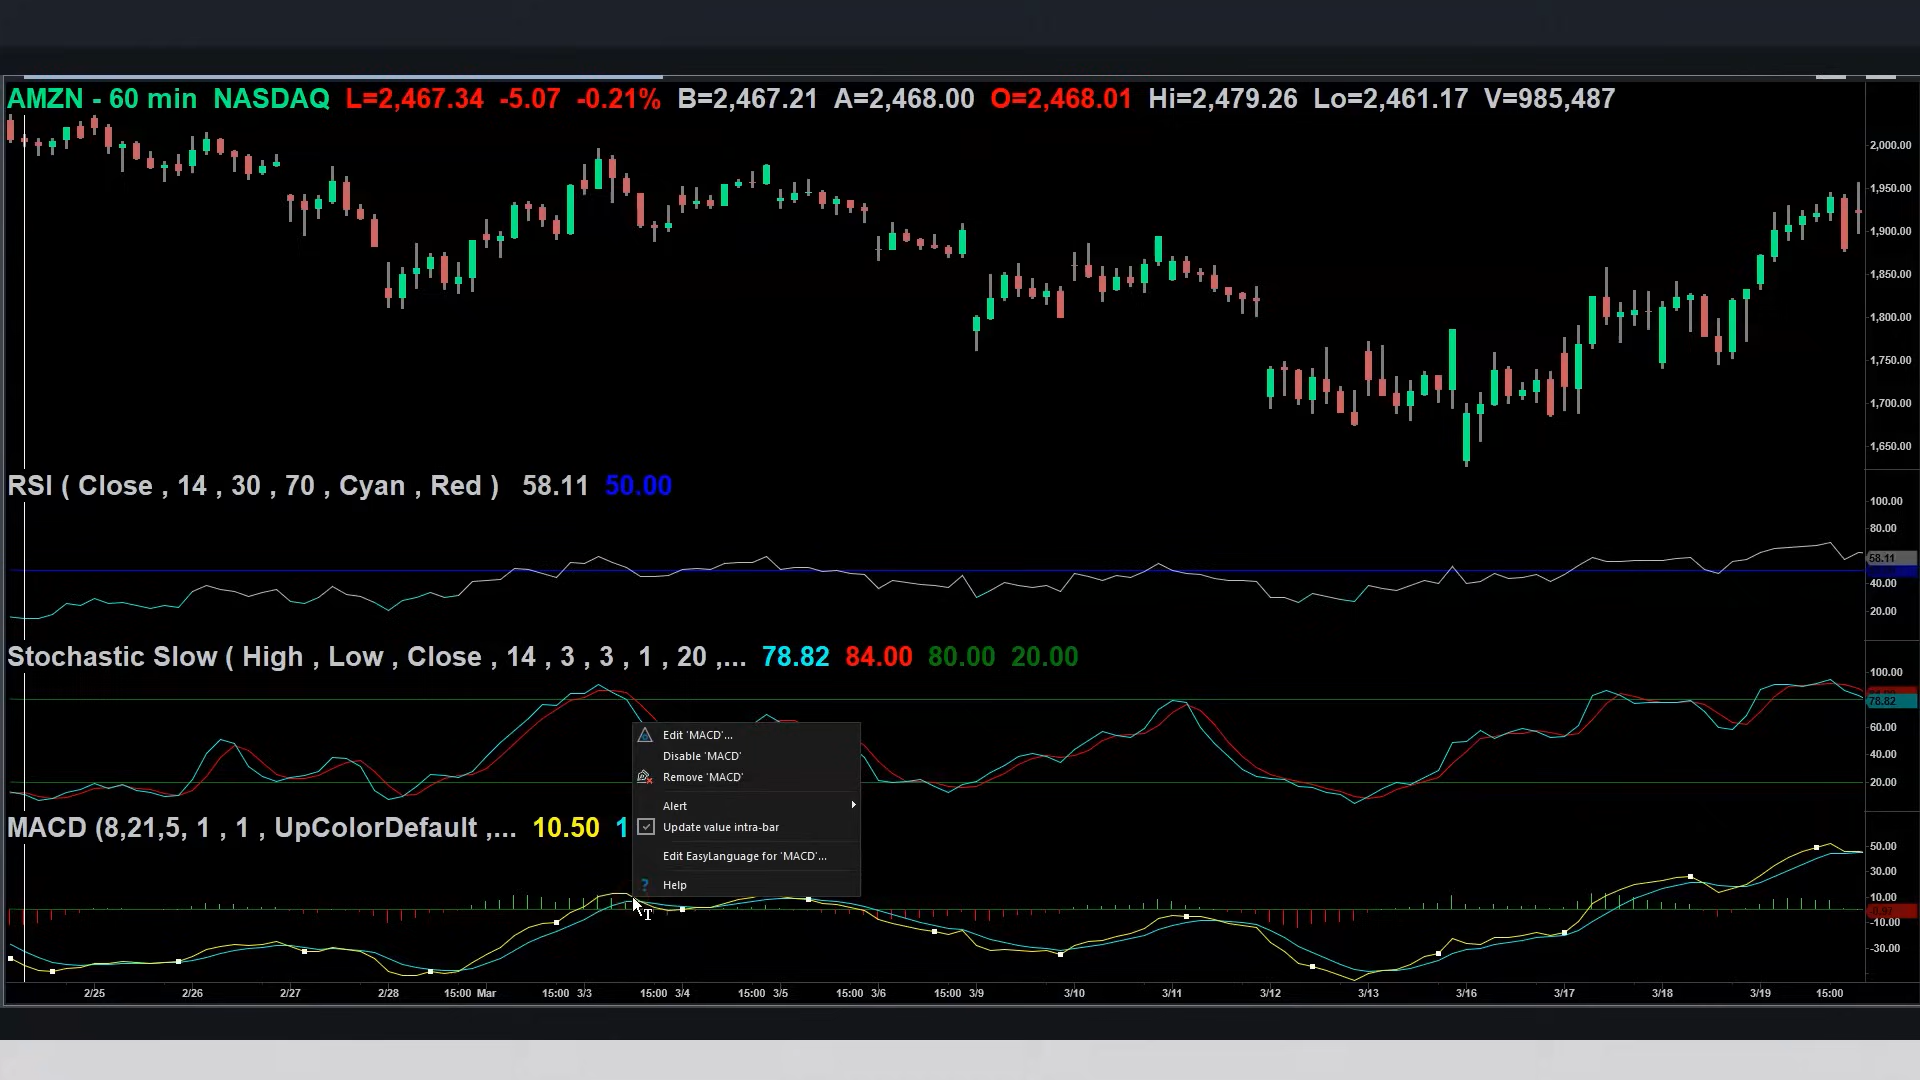 AMZN - 60 min NASDAQ L=2,467.34 -5.07 -0.21% B=2,467.21 A=2,468.00 O=2,468.01 Hi=2,479.26 Lo=2,461.17 V=985,487
2,000.00
1,950.00
1,900.00
1,850.00
1,800.00
1,750.00
1,700.00
1,650.00
RSI ( Close , 14 , 30 , 70 , Cyan , Red ) 58.11 50.00
100.00
80.00
58.11
40.00
20.00
Stochastic Slow ( High , Low , Close , 14 , 3 , 3 , 1 , 20 ,... 78.82 84.00 80.00 20.00
100.00
78.82
60.00
40.00
20.00
Edit 'MACD'...
Disable 'MACD'
Remove 'MACD'
Alert
Update value intra-bar
Edit EasyLanguage for 'MACD'...
? Help
MACD (8,21,5, 1 , 1 , UpColorDefault ,... 10.50 1
50.00
30.00
10.00
-10.00
-30.00
2/25 2/26 2/27 2/28 15:00 Mar 15:00 3/3 15:00 3/4 15:00 3/5 15:00 3/6 15:00 3/9 3/10 3/11 3/12 3/13 3/16 3/17 3/18 3/19 15:00